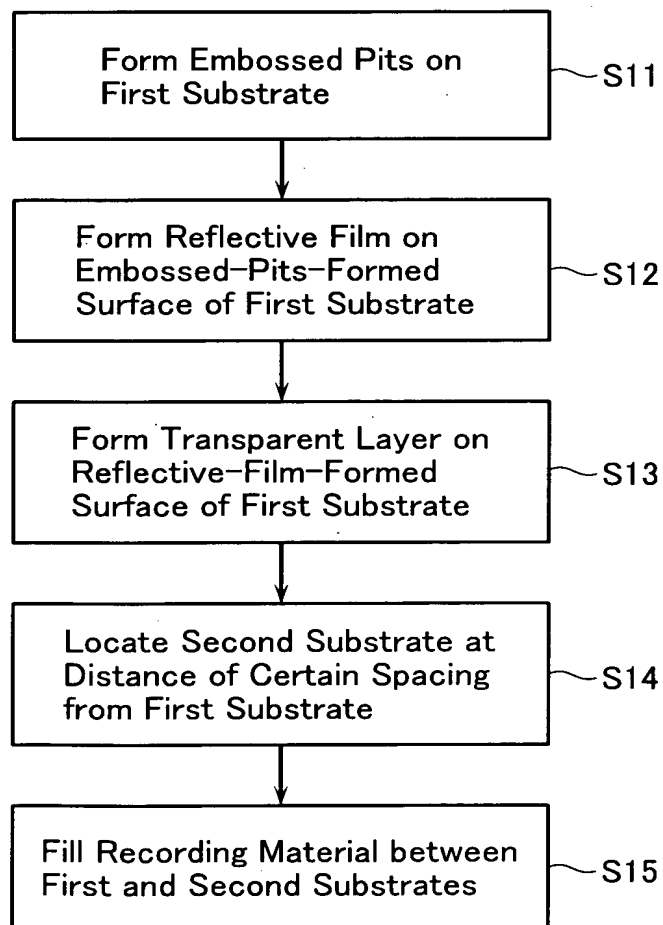 Form Embossed Pits on
First Substrate
S11
Form Reflective Film on
Embossed-Pits-Formed
Surface of First Substrate
S12
Form Transparent Layer on
Reflective-Film-Formed
Surface of First Substrate
S13
Locate Second Substrate at
Distance of Certain Spacing
from First Substrate
S14
Fill Recording Material between
First and Second Substrates
S15